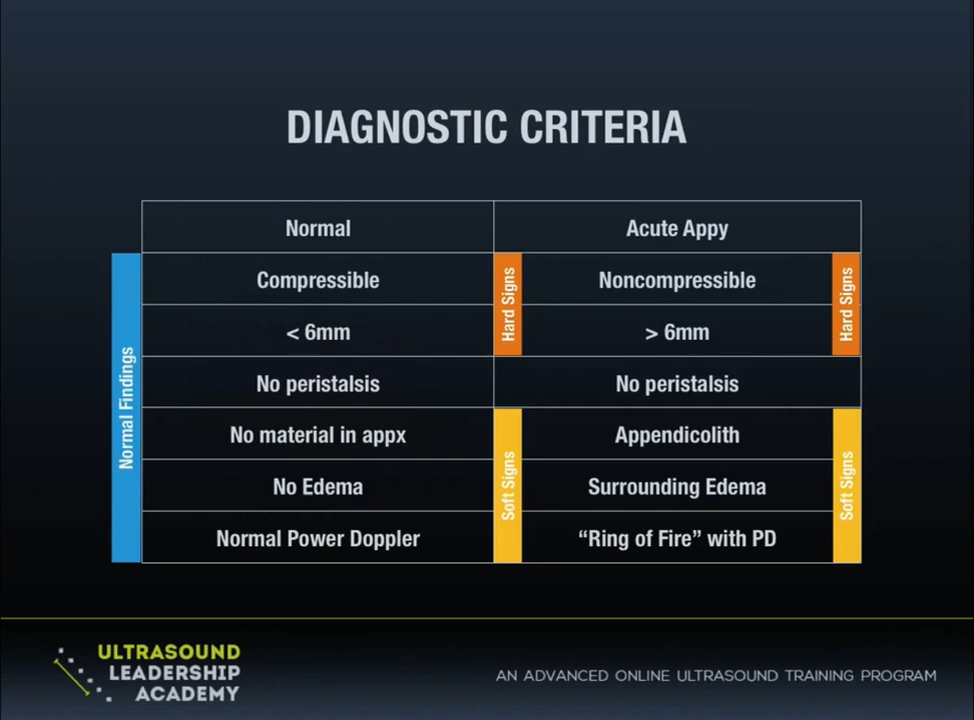 DIAGNOSTIC CRITERIA
Normal
Acute Appy
Normal Findings
Compressible
Hard Signs
Noncompressible
Hard Signs
< 6mm
> 6mm
No peristalsis
No peristalsis
No material in appx
Soft Signs
Appendicolith
Soft Signs
No Edema
Surrounding Edema
Normal Power Doppler
“Ring of Fire” with PD
ULTRASOUND
LEADERSHIP
ACADEMY
AN ADVANCED ONLINE ULTRASOUND TRAINING PROGRAM